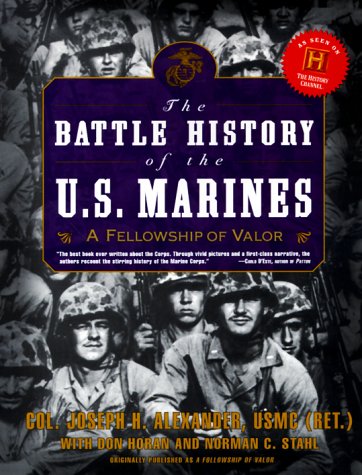 AS SEEN ON
H
THE HISTORY
CHANNEL
The
BATTLE HISTORY
of the
U.S. MARINES
A FELLOWSHIP OF VALOR
"The best book ever written about the Corps. Through vivid pictures and a first-class narrative, the
authors recount the stirring history of the Marine Corps." —CARLO D'ESTE, AUTHOR OF PATTON
COL. JOSEPH H. ALEXANDER, USMC (RET.)
WITH DON HORAN AND NORMAN C. STAHL
ORIGINALLY PUBLISHED AS A FELLOWSHIP OF VALOR